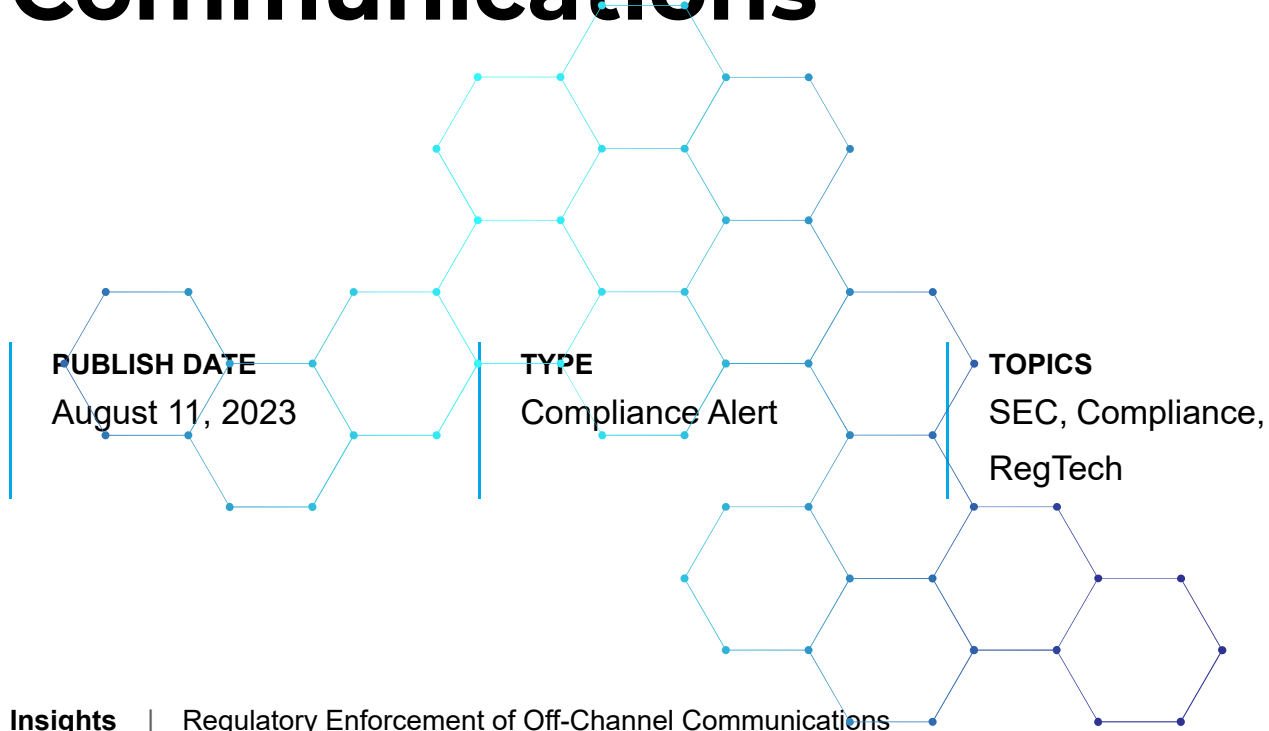 Communications
PUBLISH DATE
August 11, 2023
TYPE
Compliance Alert
TOPICS
SEC, Compliance,
RegTech
Insights | Regulatory Enforcement of Off-Channel Communications